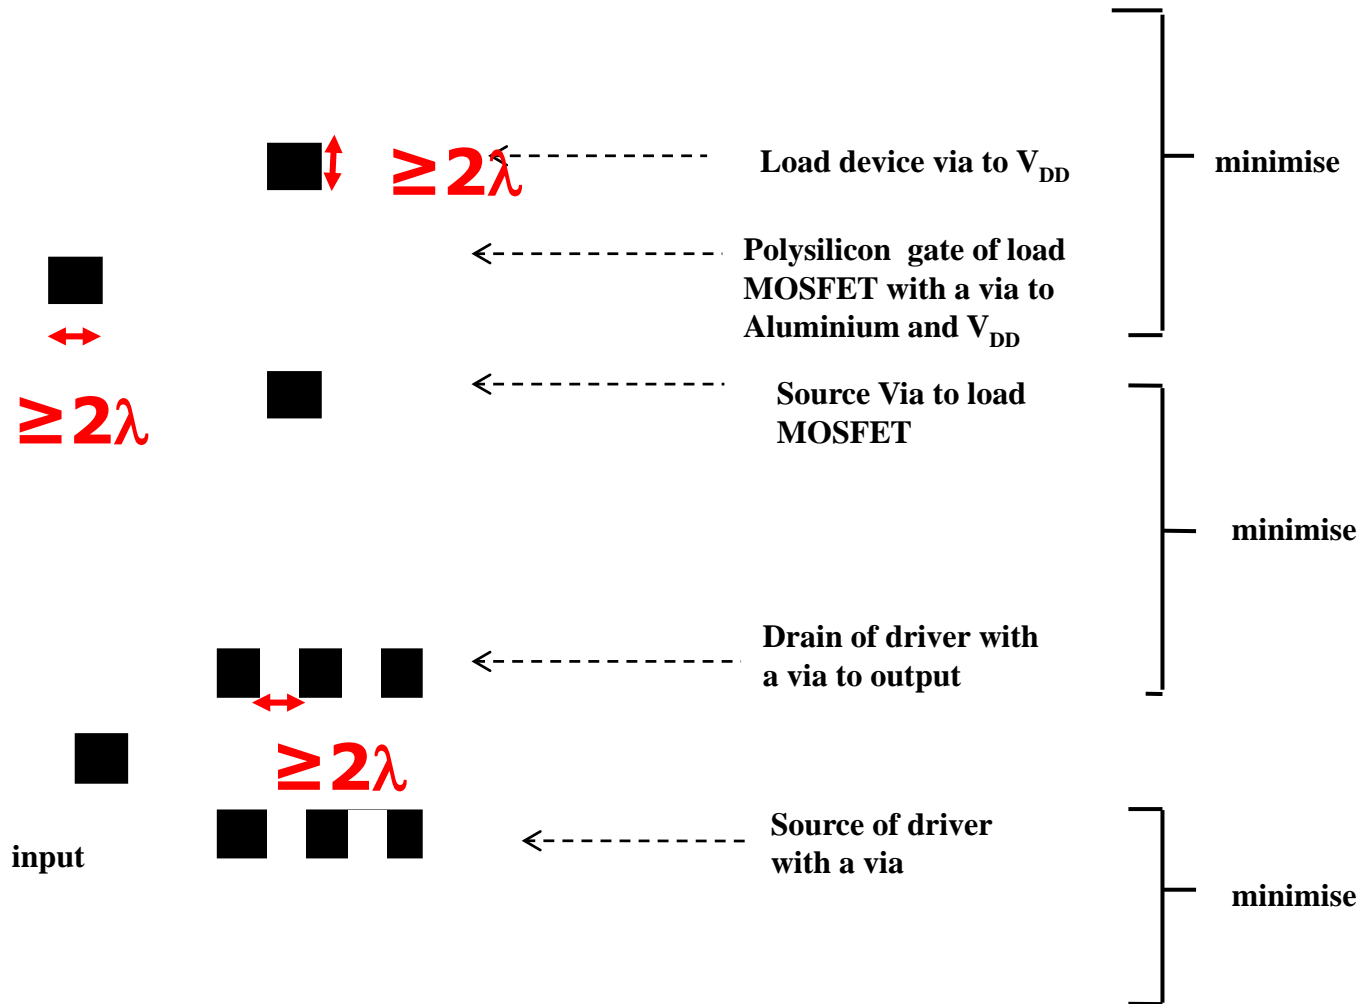 ≥2λ
Load device via to VDD
minimise
Polysilicon gate of load
MOSFET with a via to
Aluminium and VDD
≥2λ
Source Via to load
MOSFET
minimise
Drain of driver with
a via to output
≥2λ
input
Source of driver
with a via
minimise